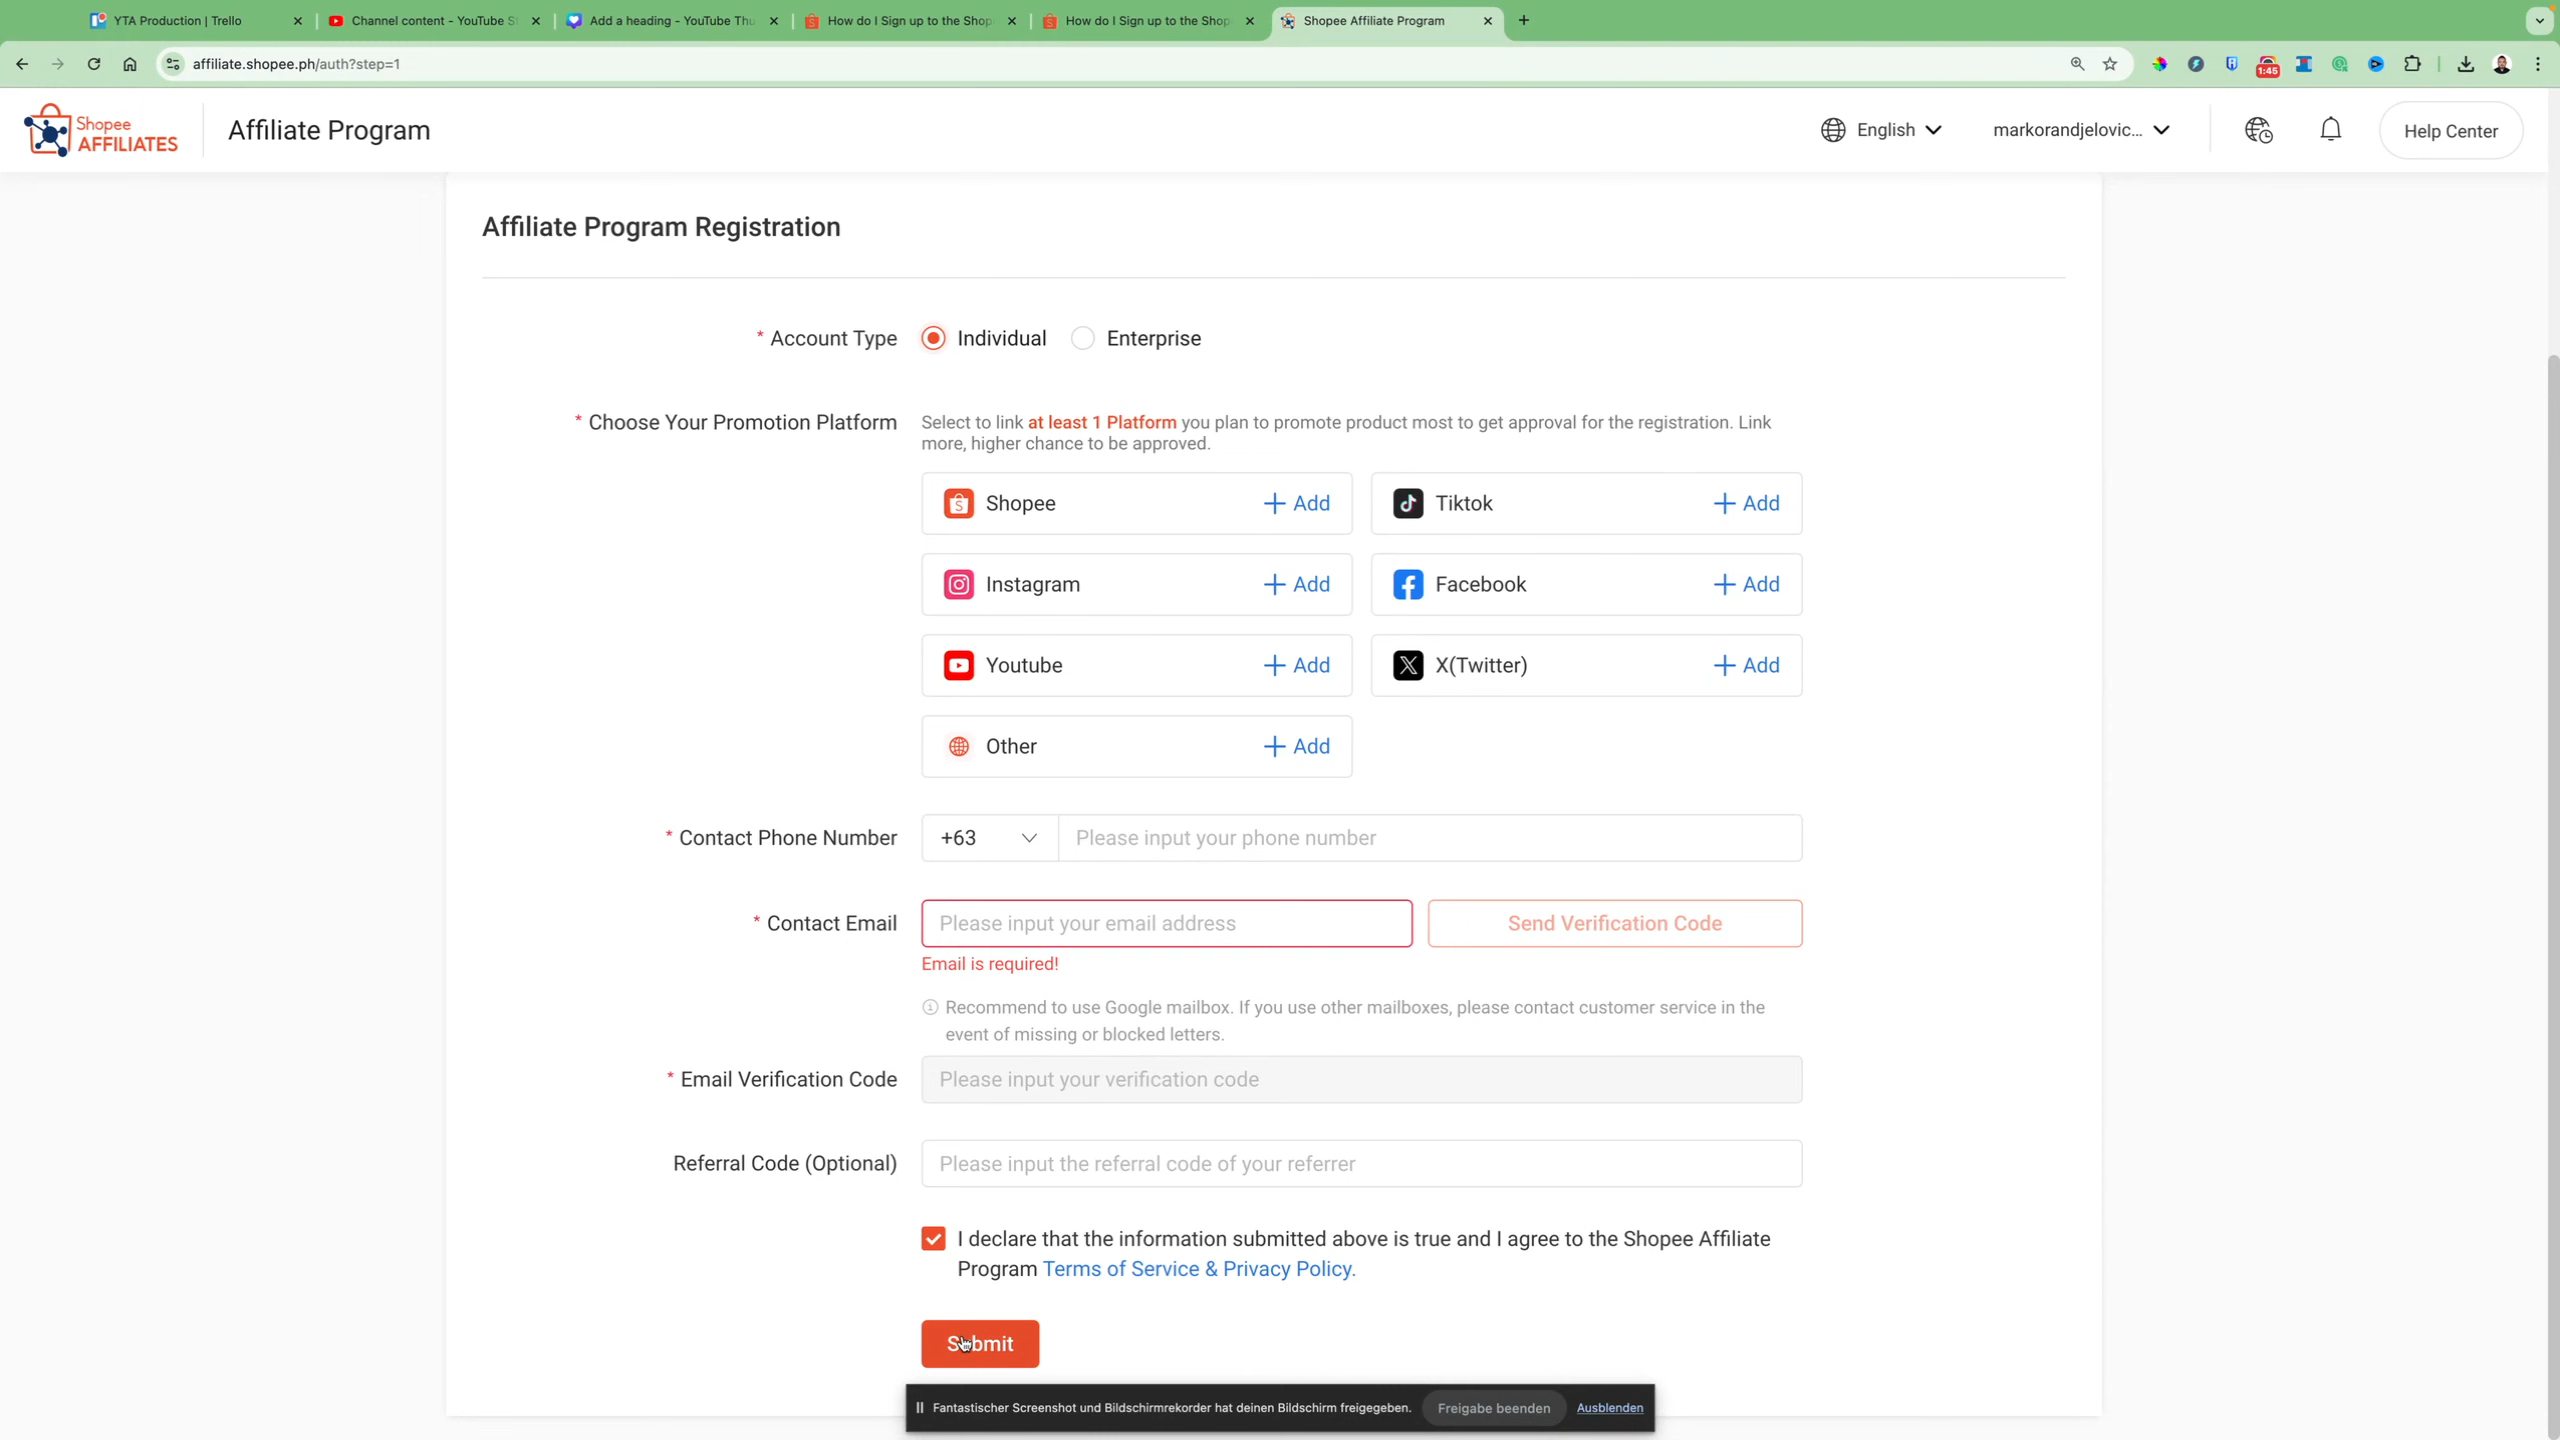 YTA Production | Trello
Channel content - YouTube S
Add a heading - YouTube Thu
How do I Sign up to the Shop
How do I Sign up to the Shop
Shopee Affiliate Program
affiliate.shopee.ph/auth?step=1
1:45
Shopee
AFFILIATES
Affiliate Program
English
markorandjelovic...
Help Center
Affiliate Program Registration
* Account Type
Individual
Enterprise
* Choose Your Promotion Platform
Select to link at least 1 Platform you plan to promote product most to get approval for the registration. Link
more, higher chance to be approved.
Shopee
+ Add
Tiktok
+ Add
Instagram
+ Add
Facebook
+ Add
Youtube
+ Add
X(Twitter)
+ Add
Other
+ Add
* Contact Phone Number
+63
Please input your phone number
* Contact Email
Please input your email address
Send Verification Code
Email is required!
Recommend to use Google mailbox. If you use other mailboxes, please contact customer service in the
event of missing or blocked letters.
* Email Verification Code
Please input your verification code
Referral Code (Optional)
Please input the referral code of your referrer
I declare that the information submitted above is true and I agree to the Shopee Affiliate
Program Terms of Service & Privacy Policy.
Submit
Fantastischer Screenshot und Bildschirmrekorder hat deinen Bildschirm freigegeben.
Freigabe beenden
Ausblenden